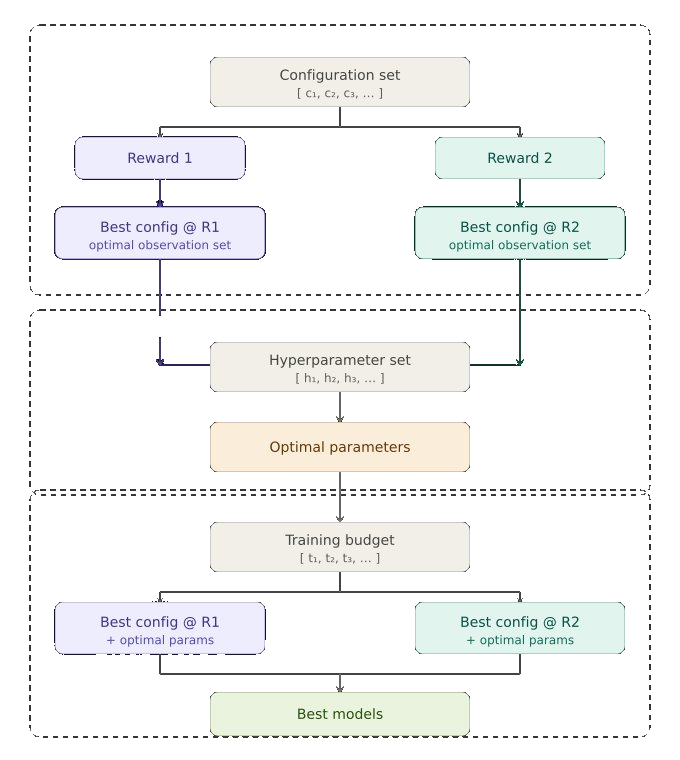 Configuration set
[ c₁, c₂, c₃, … ]
Reward 1
Reward 2
Best config @ R1
optimal observation set
Best config @ R2
optimal observation set
Hyperparameter set
[ h₁, h₂, h₃, … ]
Optimal parameters
Training budget
[ t₁, t₂, t₃, … ]
Best config @ R1
+ optimal params
Best config @ R2
+ optimal params
Best models